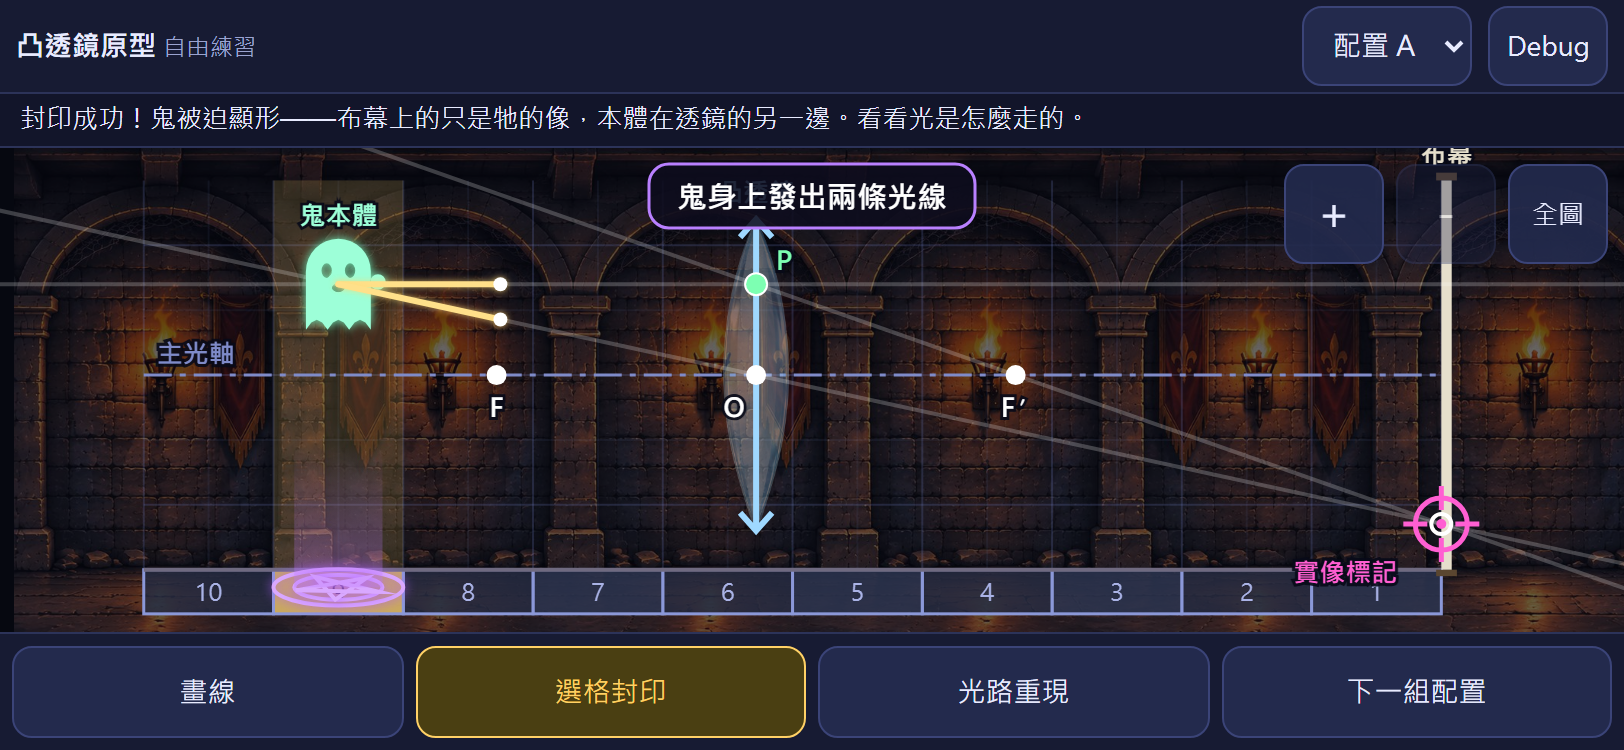 凸透鏡原型 自由練習
配置 A
Debug
封印成功！鬼被迫顯形——布幕上的只是牠的像，本體在透鏡的另一邊。看看光是怎麼走的。
布幕
鬼身上發出兩條光線
+
-
全圖
鬼本體
P
主光軸
F
O
F′
實像標記
10
8
7
6
5
4
3
2
1
畫線
選格封印
光路重現
下一組配置